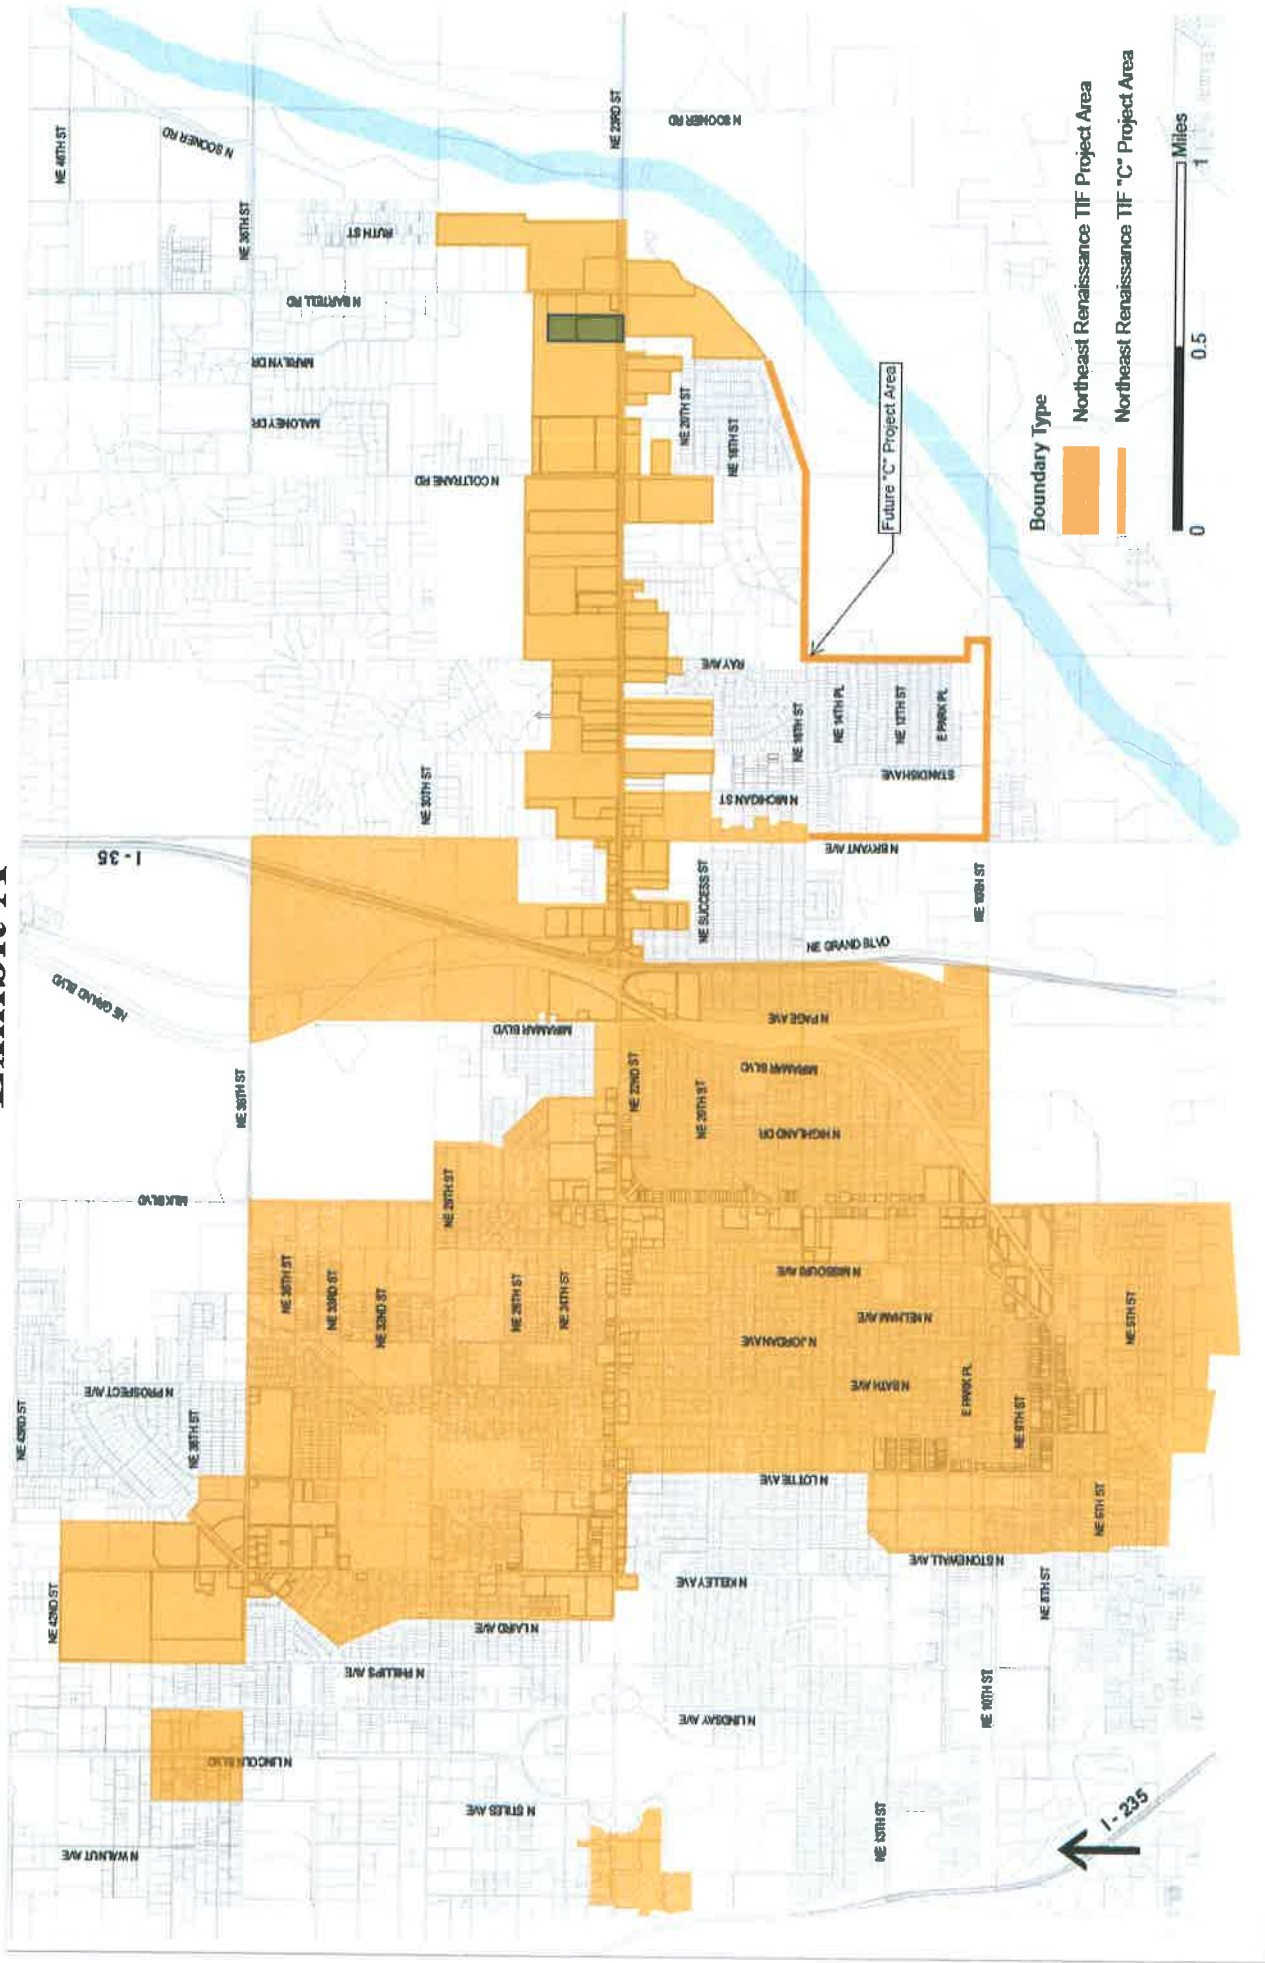 Exhibit A
NE 46TH ST
N SOONER RD
NE 36TH ST
RUTH ST
N BARTELL RD
MARILYN DR
MALONEY DR
N COLTRANE RD
NE 23RD ST
N SOONER RD
NE 20TH ST
NE 18TH ST
Future "C" Project Area
RAY AVE
NE 30TH ST
N MICHIGAN ST
NE 16TH ST
NE 14TH PL
NE 12TH ST
E PARK PL
STANDISH AVE
N BRYANT AVE
NE 10TH ST
I - 35
NE SUCCESS ST
NE GRAND BLVD
NE GRAND BLVD
NE 36TH ST
MIRAMAR BLVD
N PAGE AVE
MIRAMAR BLVD
NE 22ND ST
NE 20TH ST
N HIGHLAND DR
MLK BLVD
NE 29TH ST
NE 35TH ST
NE 33RD ST
NE 32ND ST
NE 26TH ST
NE 24TH ST
N MISSOURI AVE
N KELHAM AVE
N JORDAN AVE
N BATH AVE
E PARK PL
NE 9TH ST
NE 5TH ST
NE 6TH ST
NE 43RD ST
N PROSPECT AVE
NE 38TH ST
N LOTTIE AVE
N STONEWALL AVE
NE 8TH ST
NE 42ND ST
N LAIRD AVE
N KELLEY AVE
N PHILLIPS AVE
NE 10TH ST
N LINDSAY AVE
N LINCOLN BLVD
N STILES AVE
N WALNUT AVE
NE 13TH ST
I - 235
Boundary Type
Northeast Renaissance TIF Project Area
Northeast Renaissance TIF "C" Project Area
0 0.5 1
Miles